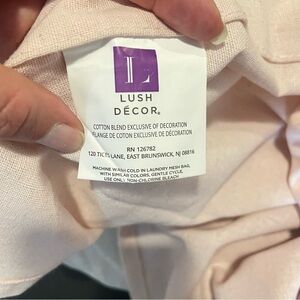 L
LUSH
DÉCOR®
COTTON BLEND EXCLUSIVE OF DECORATION
MÉLANGE DE COTON EXCLUSIVE DE DÉCORATION
RN 126782
120 TICES LANE, EAST BRUNSWICK, NJ 08816
MACHINE WASH COLD IN LAUNDRY MESH BAG,
WITH SIMILAR COLORS, GENTLE CYCLE,
USE ONLY NON-CHLORINE BLEACH